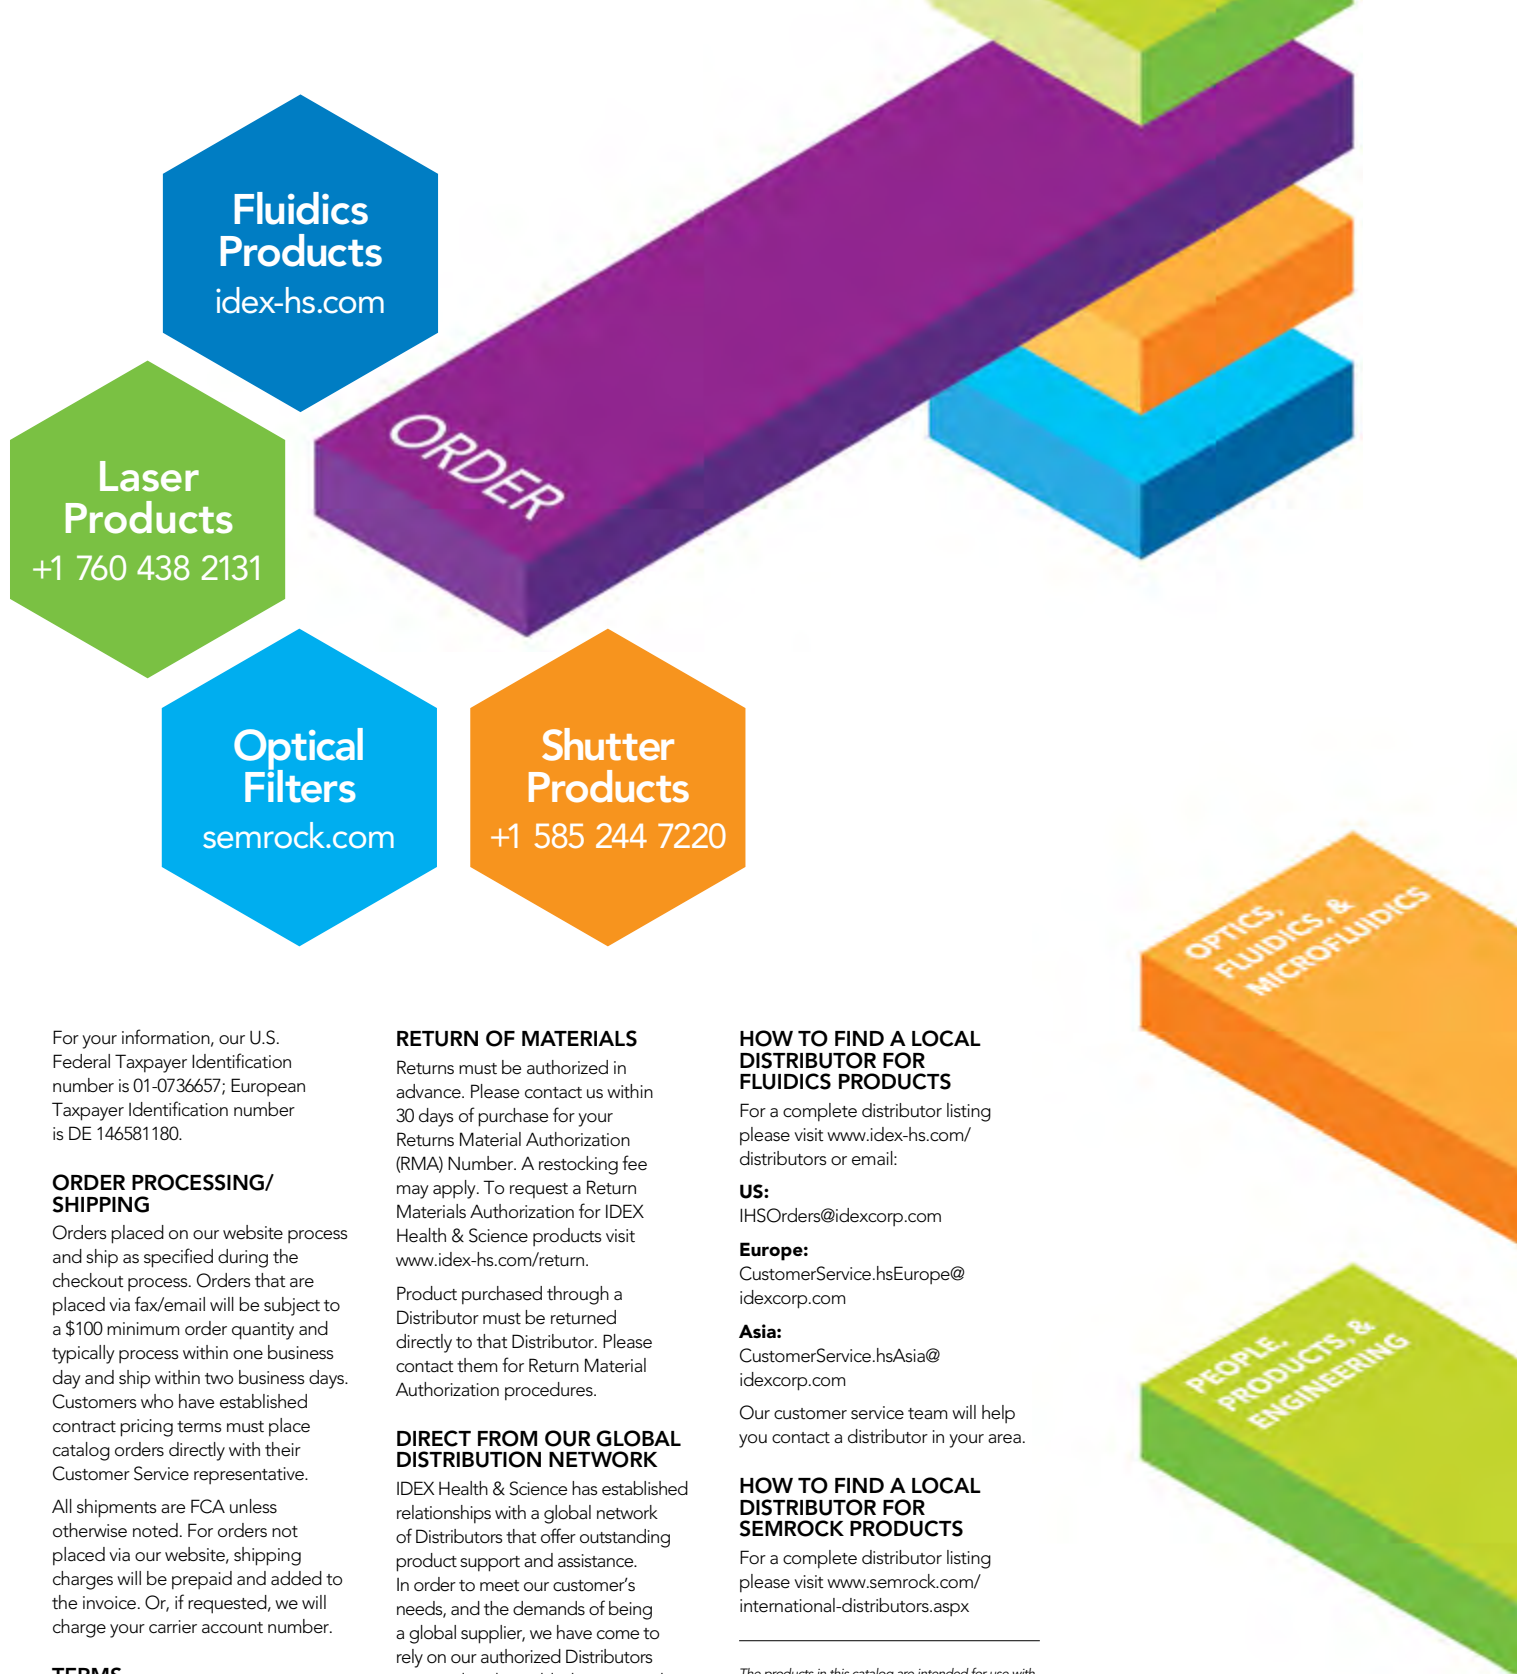 Fluidics
Products
idex-hs.com
Laser
Products
+1 760 438 2131
ORDER
Optical
Filters
semrock.com
Shutter
Products
+1 585 244 7220
OPTICS,
FLUIDICS, &
MICROFLUIDICS
PEOPLE,
PRODUCTS, &
ENGINEERING
For your information, our U.S.
Federal Taxpayer Identification
number is 01-0736657; European
Taxpayer Identification number
is DE 146581180.
ORDER PROCESSING/
SHIPPING
Orders placed on our website process
and ship as specified during the
checkout process. Orders that are
placed via fax/email will be subject to
a $100 minimum order quantity and
typically process within one business
day and ship within two business days.
Customers who have established
contract pricing terms must place
catalog orders directly with their
Customer Service representative.
All shipments are FCA unless
otherwise noted. For orders not
placed via our website, shipping
charges will be prepaid and added to
the invoice. Or, if requested, we will
charge your carrier account number.
TERMS
RETURN OF MATERIALS
Returns must be authorized in
advance. Please contact us within
30 days of purchase for your
Returns Material Authorization
(RMA) Number. A restocking fee
may apply. To request a Return
Materials Authorization for IDEX
Health & Science products visit
www.idex-hs.com/return.
Product purchased through a
Distributor must be returned
directly to that Distributor. Please
contact them for Return Material
Authorization procedures.
DIRECT FROM OUR GLOBAL
DISTRIBUTION NETWORK
IDEX Health & Science has established
relationships with a global network
of Distributors that offer outstanding
product support and assistance.
In order to meet our customer's
needs, and the demands of being
a global supplier, we have come to
rely on our authorized Distributors
HOW TO FIND A LOCAL
DISTRIBUTOR FOR
FLUIDICS PRODUCTS
For a complete distributor listing
please visit www.idex-hs.com/
distributors or email:
US:
IHSOrders@idexcorp.com
Europe:
CustomerService.hsEurope@
idexcorp.com
Asia:
CustomerService.hsAsia@
idexcorp.com
Our customer service team will help
you contact a distributor in your area.
HOW TO FIND A LOCAL
DISTRIBUTOR FOR
SEMROCK PRODUCTS
For a complete distributor listing
please visit www.semrock.com/
international-distributors.aspx
The products in this catalog are intended for use with